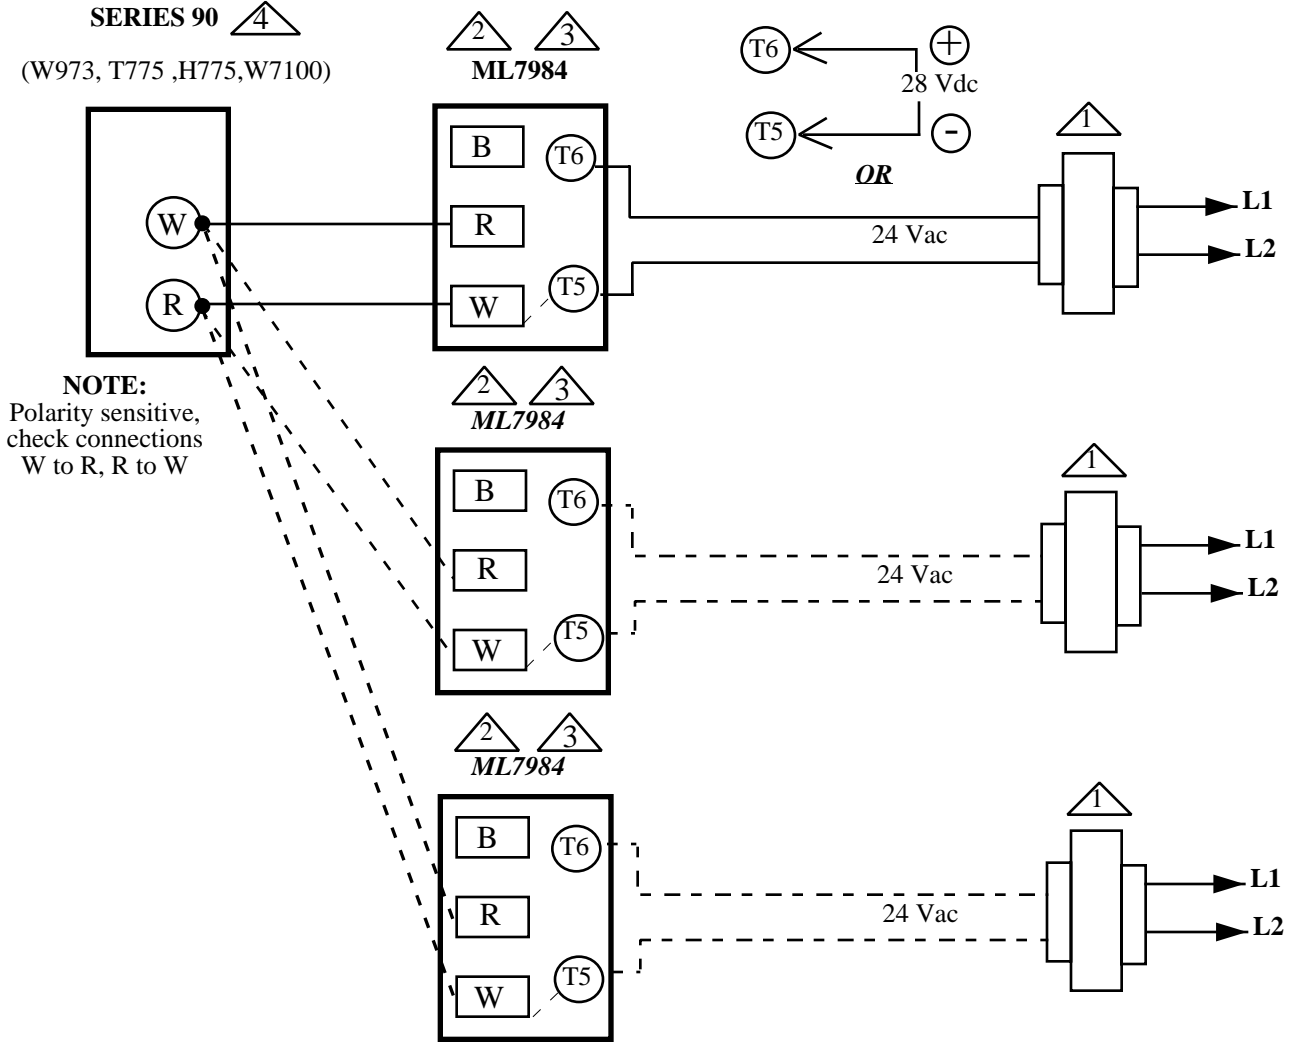 SERIES 90 4
(W973, T775 ,H775,W7100)
2 3
ML7984
T6
+
28 Vdc
T5
-
OR
1
B
T6
W
R
L1
24 Vac
L2
R
W
T5
NOTE:
Polarity sensitive,
check connections
W to R, R to W
2 3
ML7984
1
B
T6
R
L1
24 Vac
L2
W
T5
2 3
ML7984
1
B
T6
R
L1
24 Vac
L2
W
T5